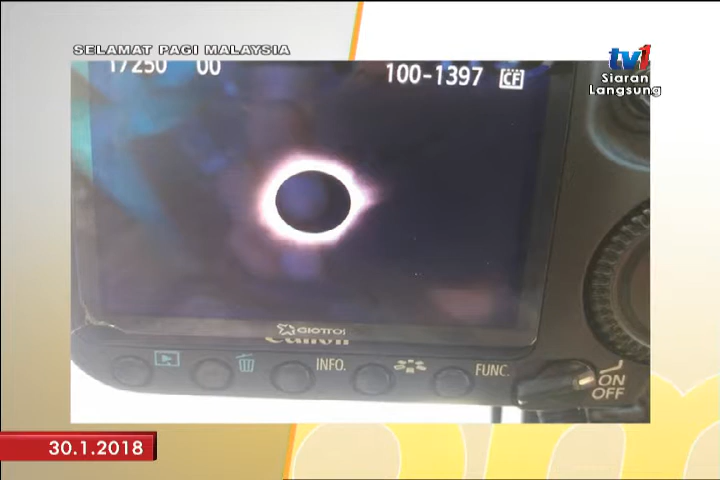 SELAMAT PAGI MALAYSIA
tv1
Siaran
Langsung
1/250 00
100-1397 CF
GIOTTOS
Canon
INFO.
FUNC.
ON
OFF
30.1.2018